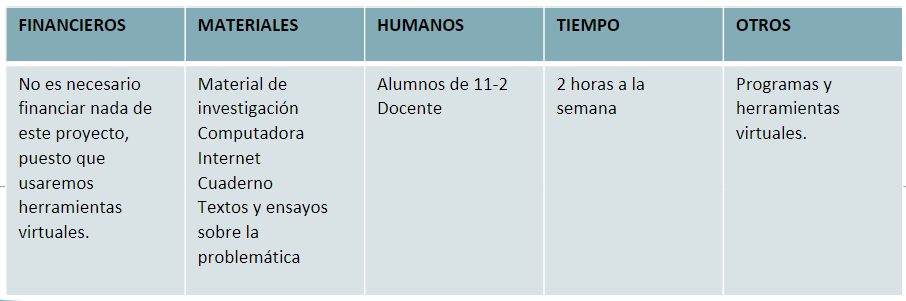 FINANCIEROS
MATERIALES
HUMANOS
TIEMPO
OTROS
No es necesario
financiar nada de
este proyecto,
puesto que
usaremos
herramientas
virtuales.
Material de
investigación
Computadora
Internet
Cuaderno
Textos y ensayos
sobre la
problemática
Alumnos de 11-2
Docente
2 horas a la
semana
Programas y
herramientas
virtuales.